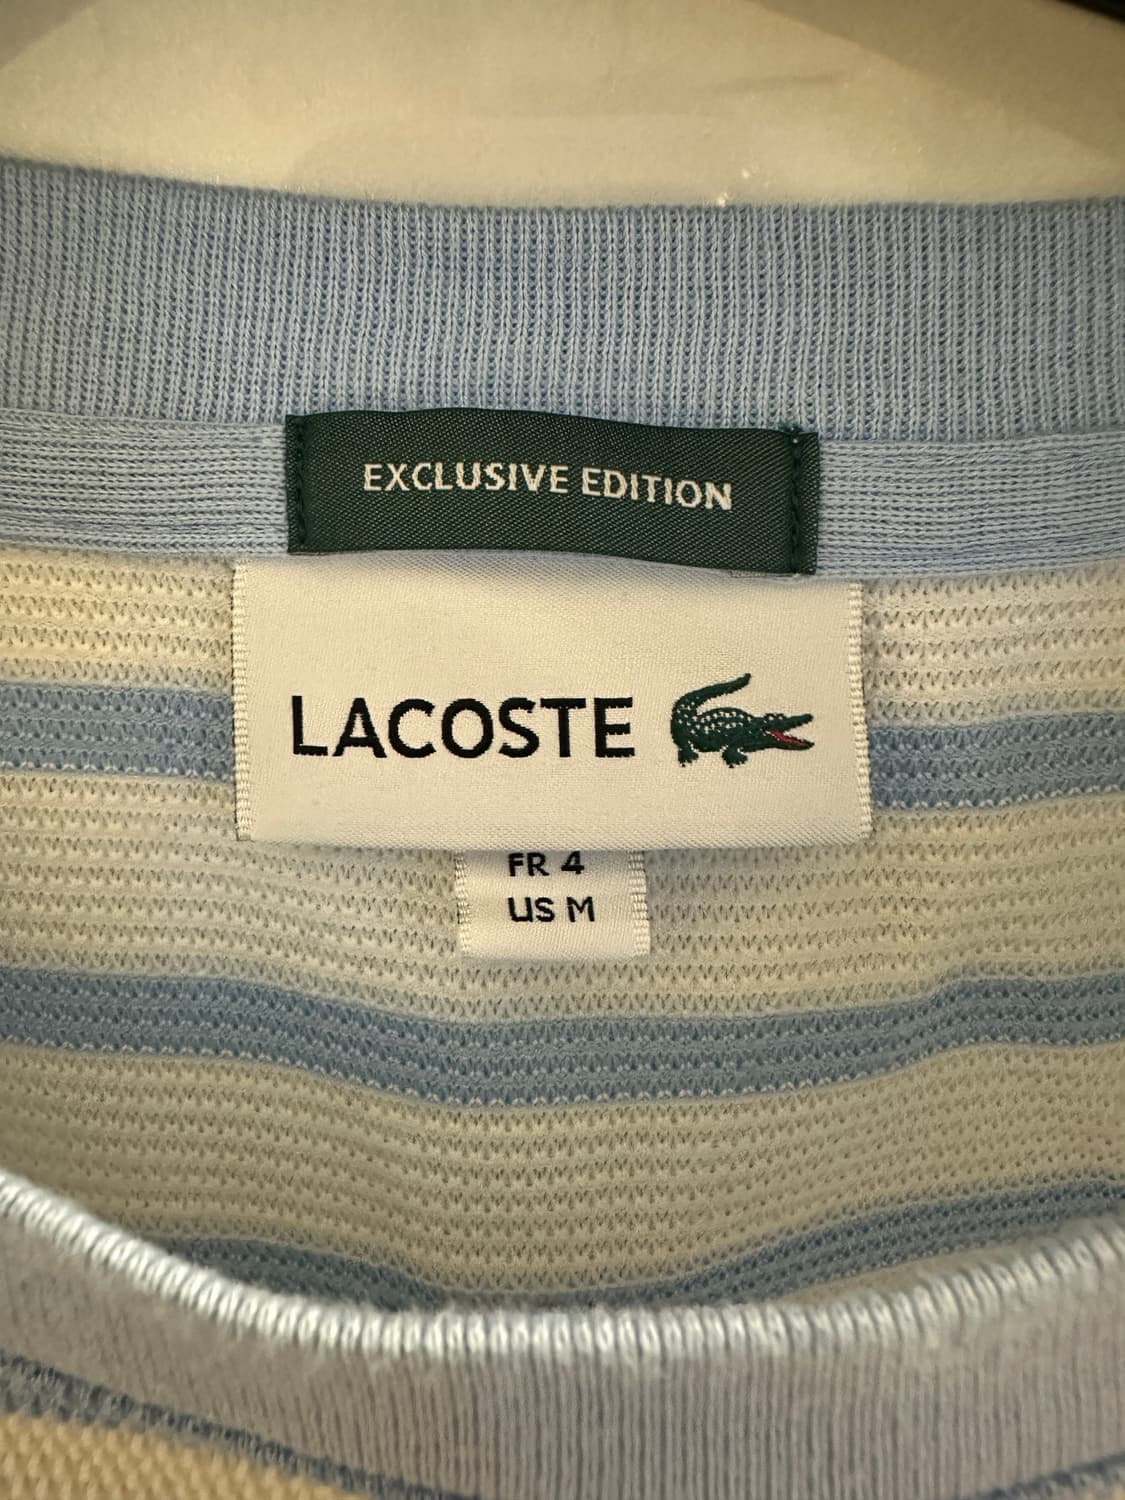 EXCLUSIVE EDITION
LACOSTE
FR 4
US M